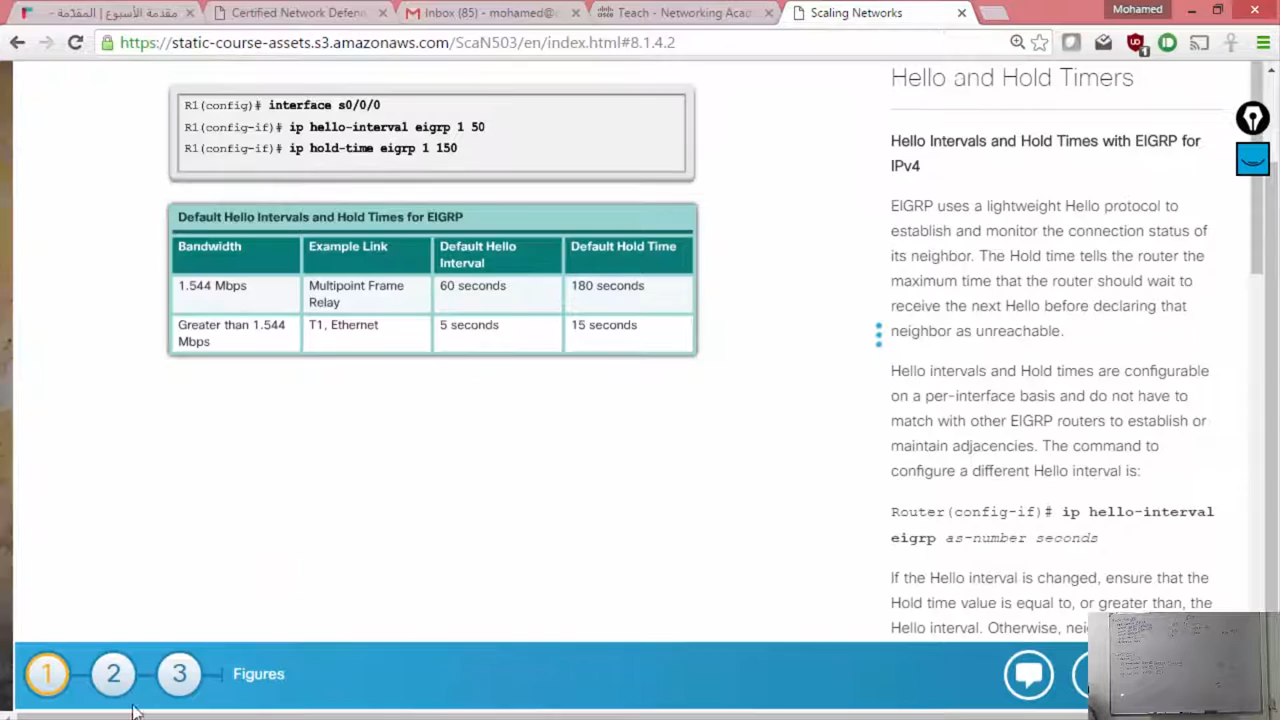 مقدمة الأسبوع | المقدّمة -
Certified Network Defen
Inbox (85) - mohamed@
Teach - Networking Acad
Scaling Networks
Mohamed
https://static-course-assets.s3.amazonaws.com/ScaN503/en/index.html#8.1.4.2
R1(config)# interface s0/0/0
R1(config-if)# ip hello-interval eigrp 1 50
R1(config-if)# ip hold-time eigrp 1 150
Default Hello Intervals and Hold Times for EIGRP
Bandwidth Example Link Default Hello Interval Default Hold Time
1.544 Mbps Multipoint Frame Relay 60 seconds 180 seconds
Greater than 1.544 Mbps T1, Ethernet 5 seconds 15 seconds
Hello and Hold Timers
Hello Intervals and Hold Times with EIGRP for
IPv4
EIGRP uses a lightweight Hello protocol to
establish and monitor the connection status of
its neighbor. The Hold time tells the router the
maximum time that the router should wait to
receive the next Hello before declaring that
neighbor as unreachable.
Hello intervals and Hold times are configurable
on a per-interface basis and do not have to
match with other EIGRP routers to establish or
maintain adjacencies. The command to
configure a different Hello interval is:
Router(config-if)# ip hello-interval
eigrp as-number seconds
If the Hello interval is changed, ensure that the
Hold time value is equal to, or greater than, the
Hello interval. Otherwise, nei
1 2 3 Figures